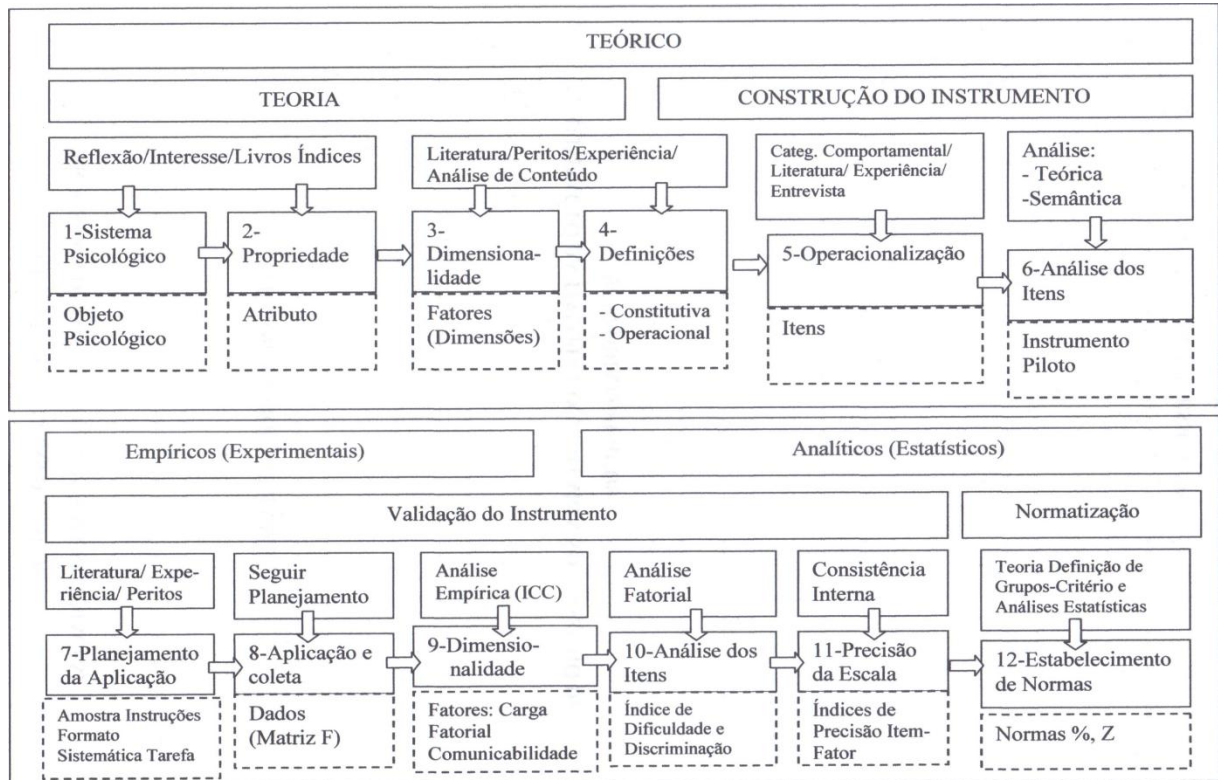 TEÓRICO
TEORIA
CONSTRUÇÃO DO INSTRUMENTO
Reflexão/Interesse/Livros Índices
Literatura/Peritos/Experiência/
Análise de Conteúdo
Categ. Comportamental/
Literatura/ Experiência/
Entrevista
Análise:
- Teórica
-Semântica
1-Sistema
Psicológico
2-
Propriedade
3-
Dimensiona-
lidade
4-
Definições
5-Operacionalização
6-Análise dos
Itens
Objeto
Psicológico
Atributo
Fatores
(Dimensões)
- Constitutiva
- Operacional
Itens
Instrumento
Piloto
Empíricos (Experimentais)
Analíticos (Estatísticos)
Validação do Instrumento
Normatização
Literatura/ Expe-
riência/ Peritos
Seguir
Planejamento
Análise
Empírica (ICC)
Análise
Fatorial
Consistência
Interna
Teoria Definição de
Grupos-Critério e
Análises Estatísticas
7-Planejamento
da Aplicação
8-Aplicação e
coleta
9-Dimensio-
nalidade
10-Análise dos
Itens
11-Precisão
da Escala
12-Estabelecimento
de Normas
Amostra Instruções
Formato
Sistemática Tarefa
Dados
(Matriz F)
Fatores: Carga
Fatorial
Comunicabilidade
Índice de
Dificuldade e
Discriminação
Índices de
Precisão Item-
Fator
Normas %, Z